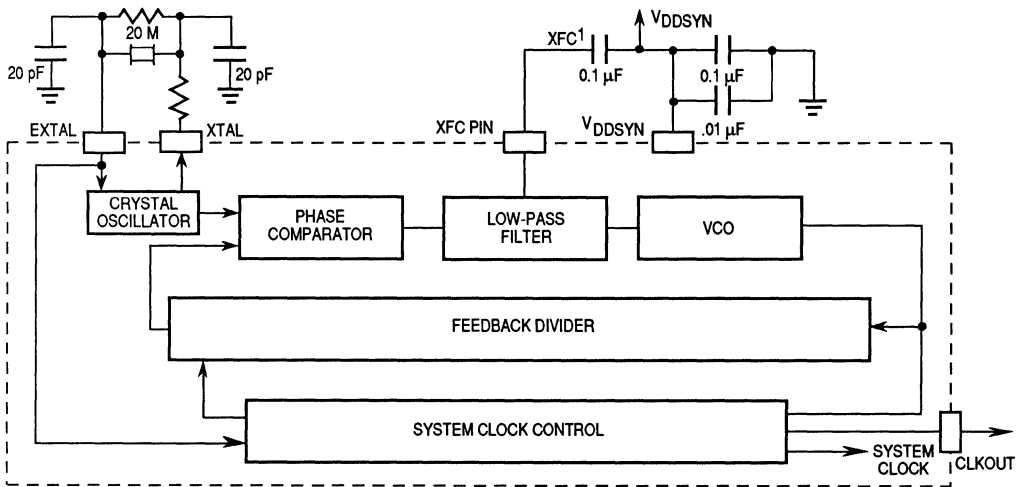 20 M
20 pF
20 pF
XFC1
VDDSYN
0.1 µF
0.1 µF
.01 µF
EXTAL
XTAL
XFC PIN
VDDSYN
CRYSTAL
OSCILLATOR
PHASE
COMPARATOR
LOW-PASS
FILTER
VCO
FEEDBACK DIVIDER
SYSTEM CLOCK CONTROL
SYSTEM
CLOCK
CLKOUT